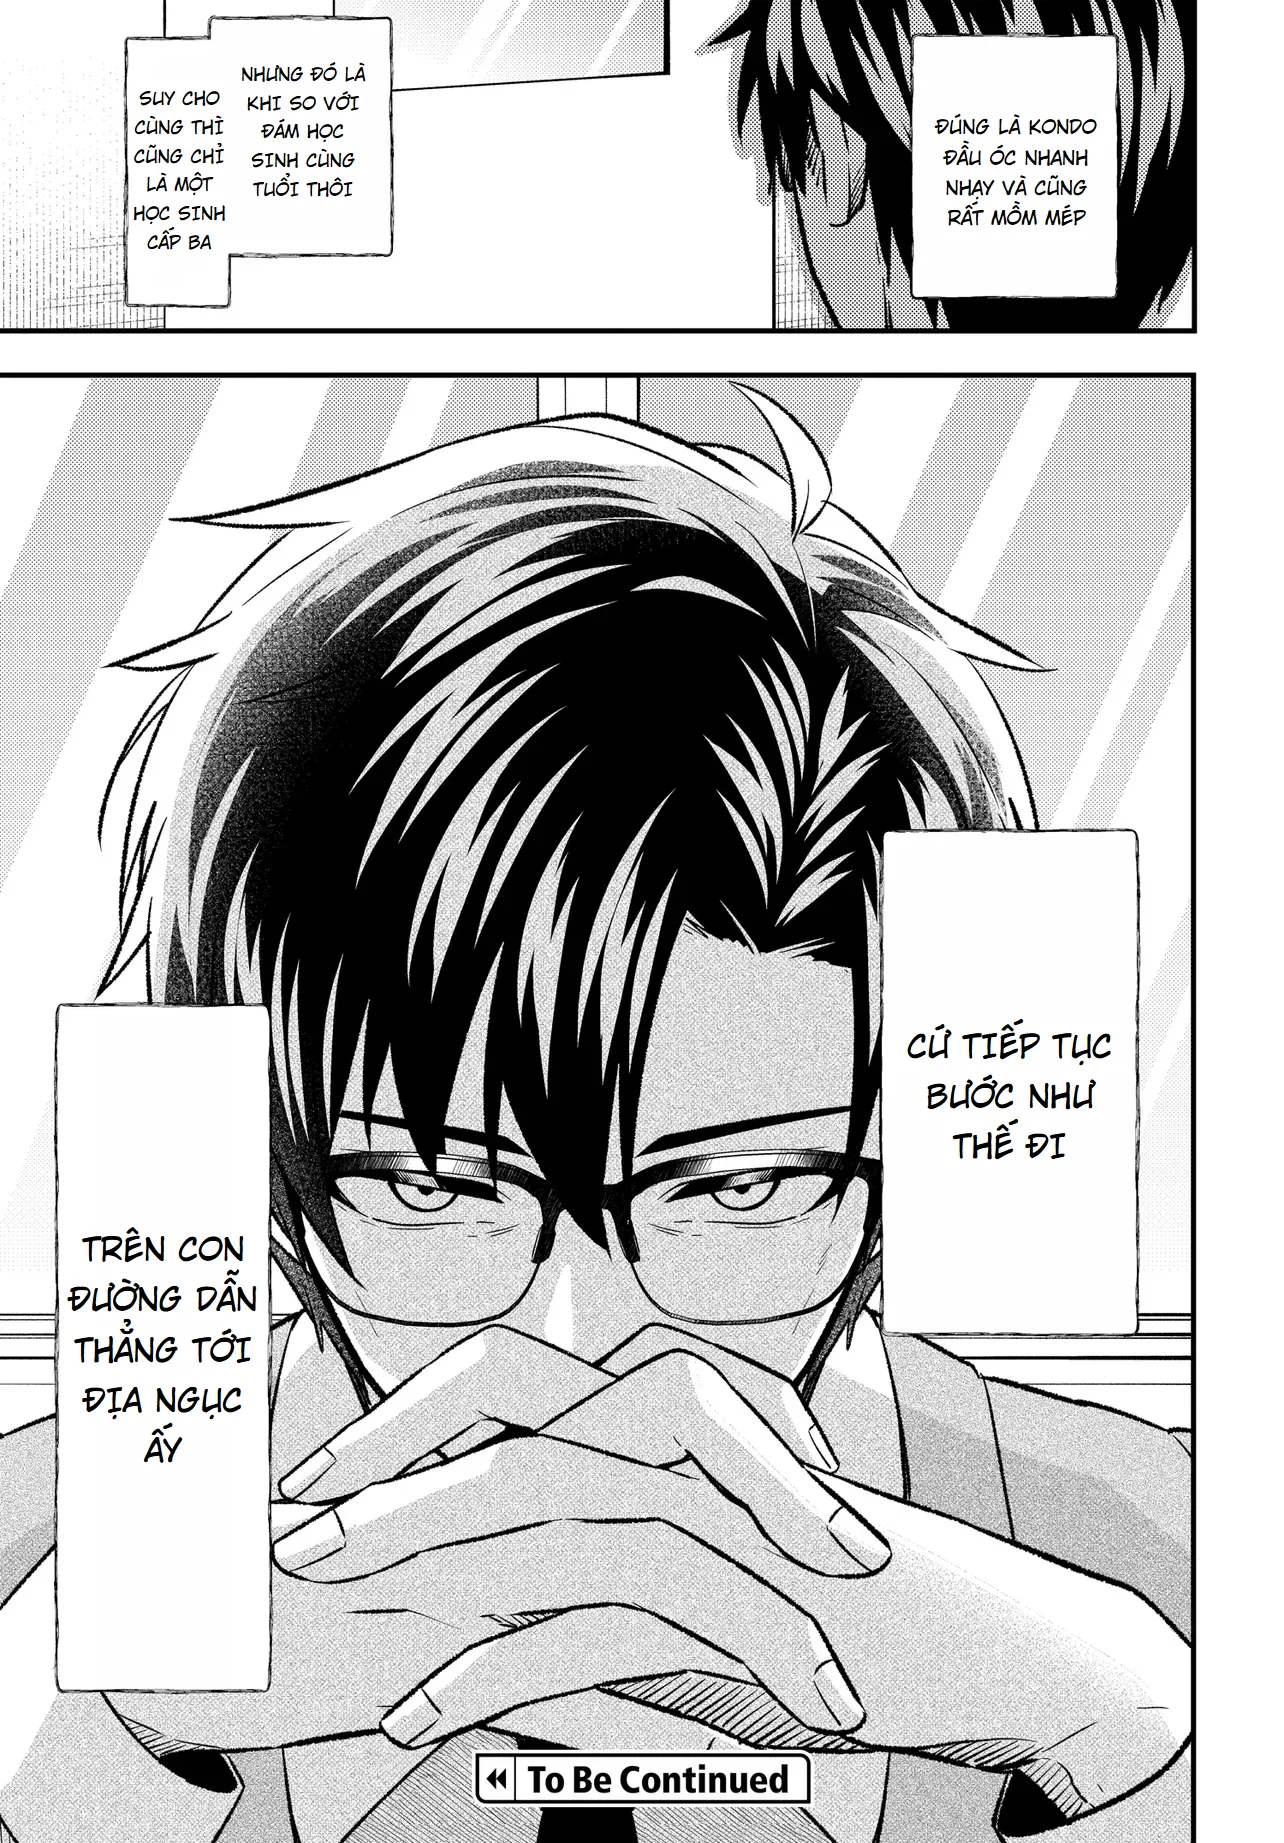 ĐÚNG LÀ KONDO
ĐẦU ÓC NHANH
NHẠY VÀ CŨNG
RẤT MỒM MÉP
NHƯNG ĐÓ LÀ
KHI SO VỚI
ĐÁM HỌC
SINH CÙNG
TUỔI THÔI
SUY CHO
CÙNG THÌ
CŨNG CHỈ
LÀ MỘT
HỌC SINH
CẤP BA
CỨ TIẾP TỤC
BƯỚC NHƯ
THẾ ĐI
TRÊN CON
ĐƯỜNG DẪN
THẲNG TỚI
ĐỊA NGỤC
ẤY
To Be Continued